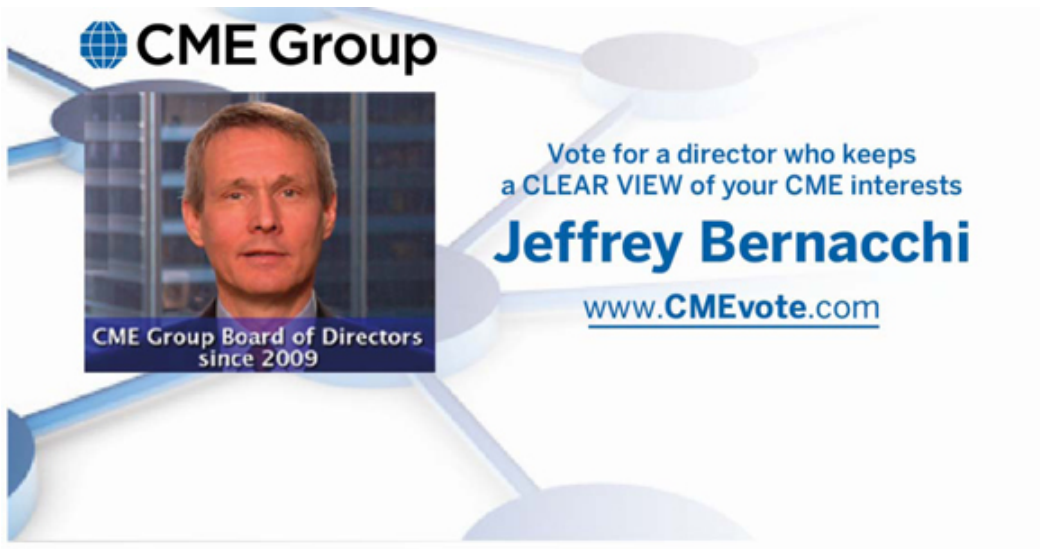 CME Group
CME Group Board of Directors
since 2009
Vote for a director who keeps
a CLEAR VIEW of your CME interests
Jeffrey Bernacchi
www.CMEvote.com